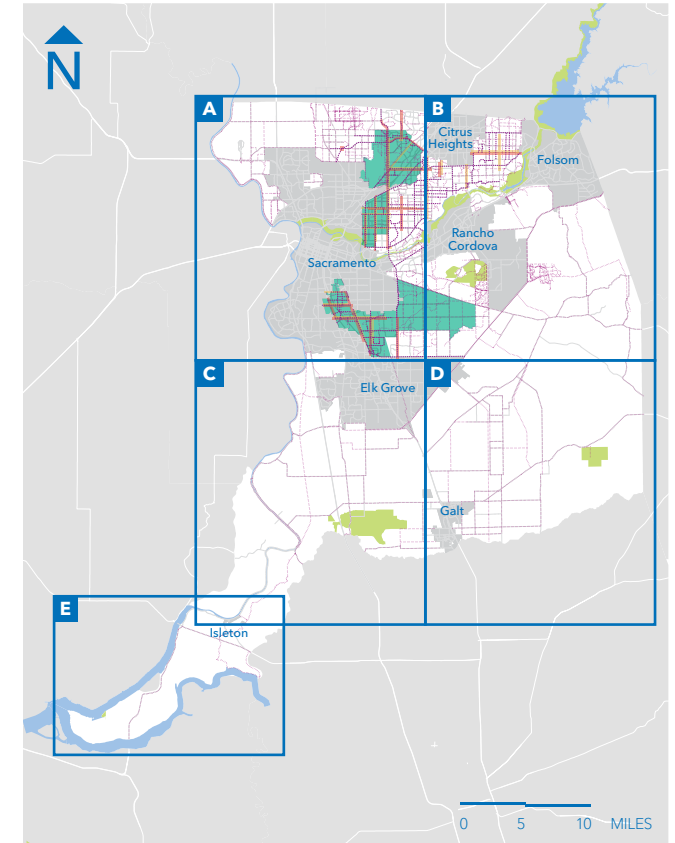 N
A
B
Citrus
Heights
Folsom
Rancho
Cordova
Sacramento
C
D
Elk Grove
Galt
E
Isleton
0 5 10 MILES